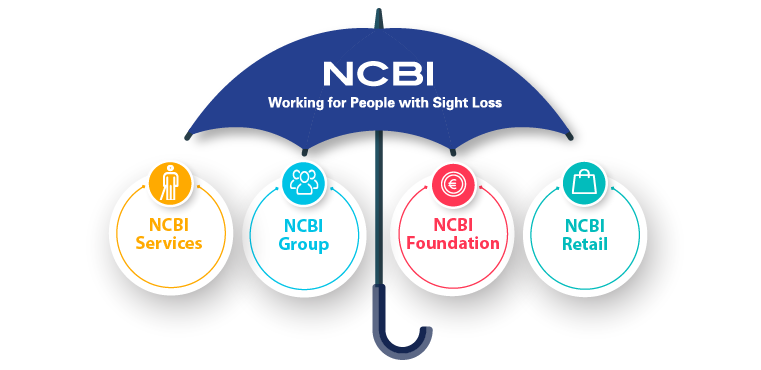 NCBI
Working for People with Sight Loss
NCBI
Services
NCBI
Group
€
NCBI
Foundation
NCBI
Retail